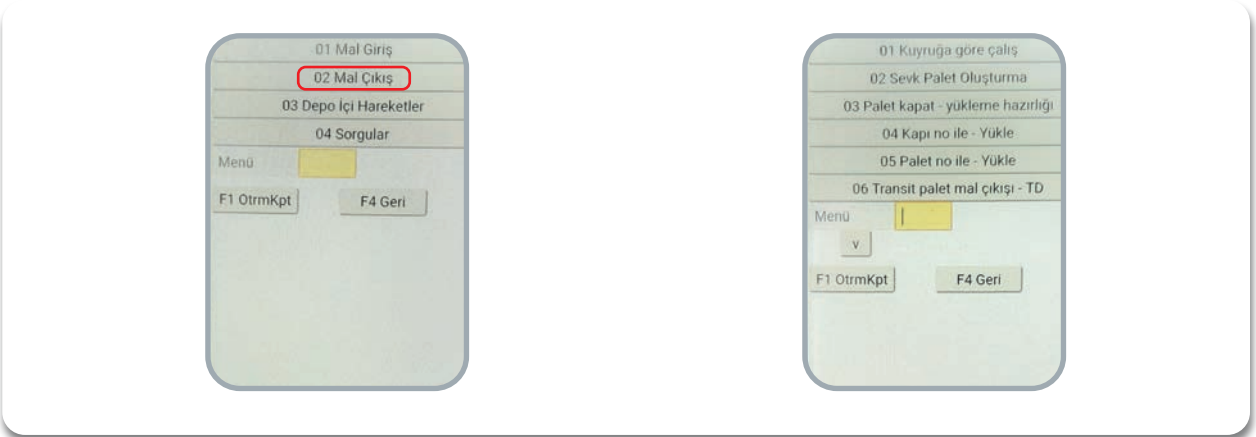 01 Mal Giriş
02 Mal Çıkış
03 Depo İçi Hareketler
04 Sorgular
Menü
F1 OtrmKpt F4 Geri
01 Kuyruğa göre çalış
02 Sevk Palet Oluşturma
03 Palet kapat - yükleme hazırlığı
04 Kapı no ile - Yükle
05 Palet no ile - Yükle
06 Transit palet mal çıkışı - TD
Menü
v
F1 OtrmKpt F4 Geri